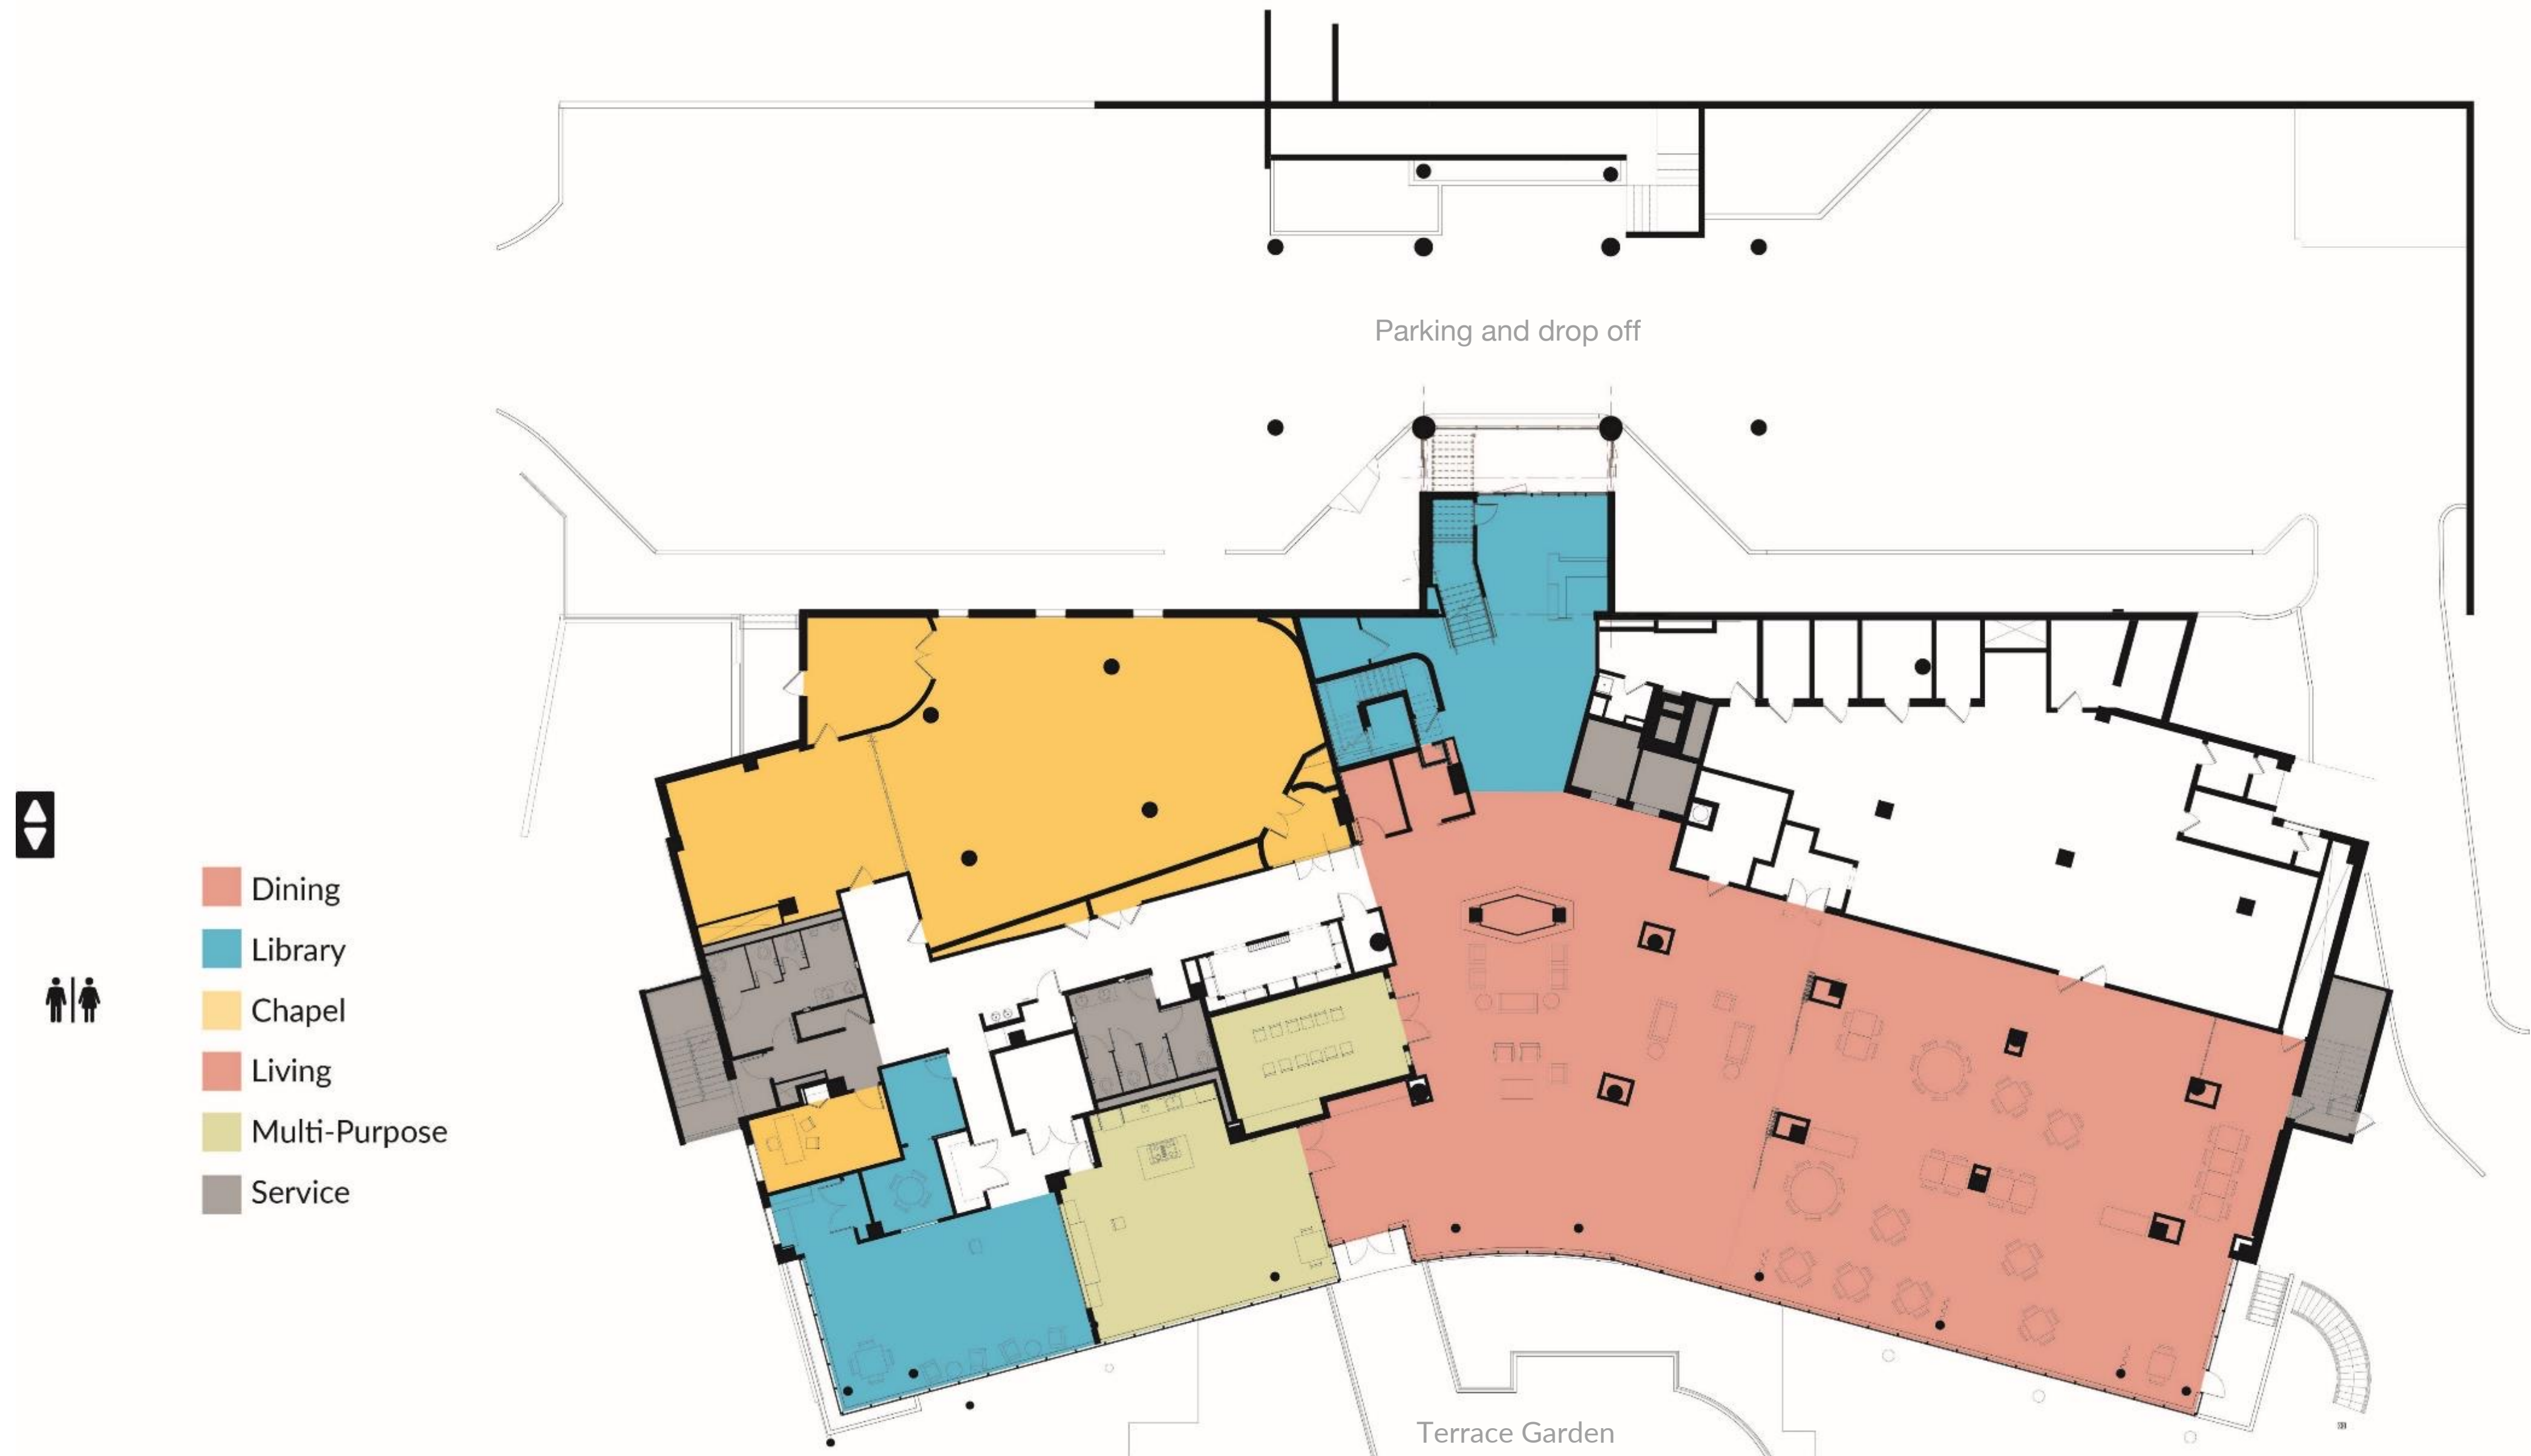 Parking and drop off
Dining
Library
Chapel
Living
Multi-Purpose
Service
Terrace Garden